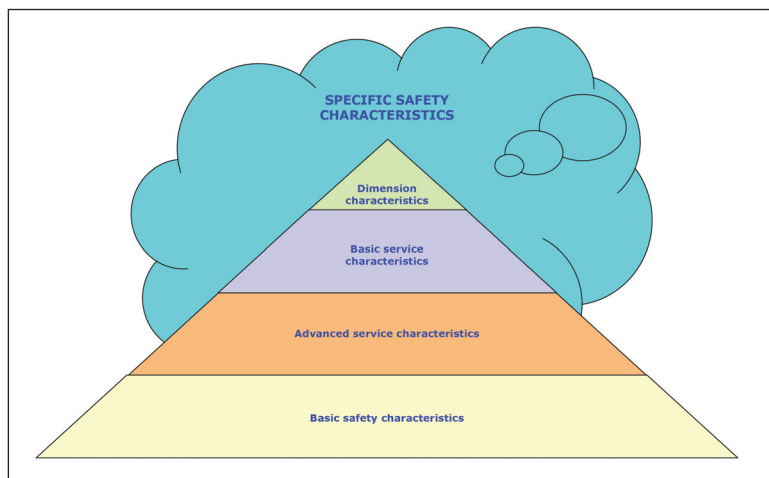 SPECIFIC SAFETY
CHARACTERISTICS
Dimension
characteristics
Basic service
characteristics
Advanced service characteristics
Basic safety characteristics